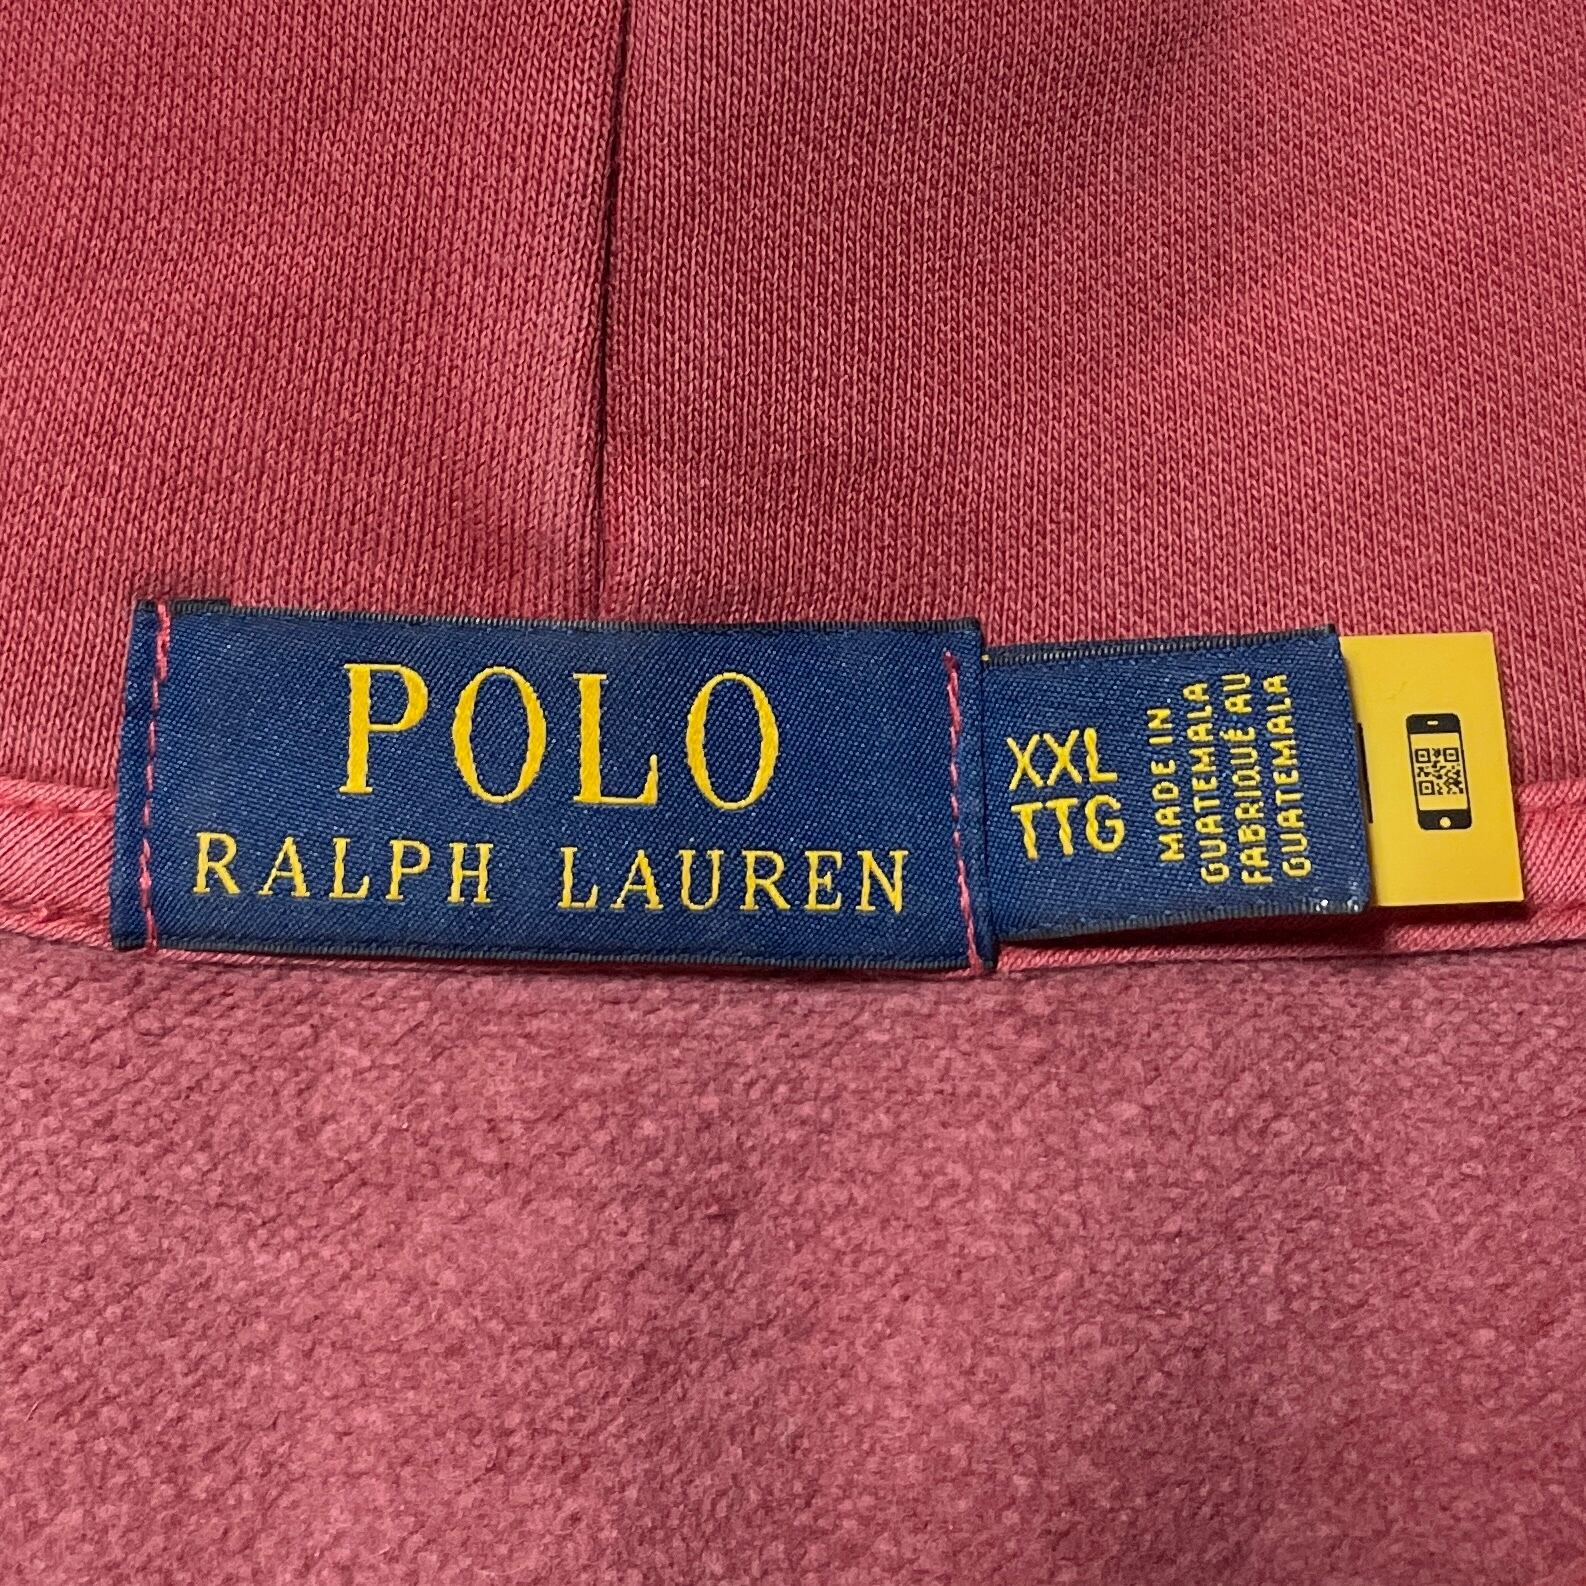 POLO
RALPH LAUREN
XXL
TTG
MADE IN
GUATEMALA
FABRIQUÉ AU
GUATEMALA